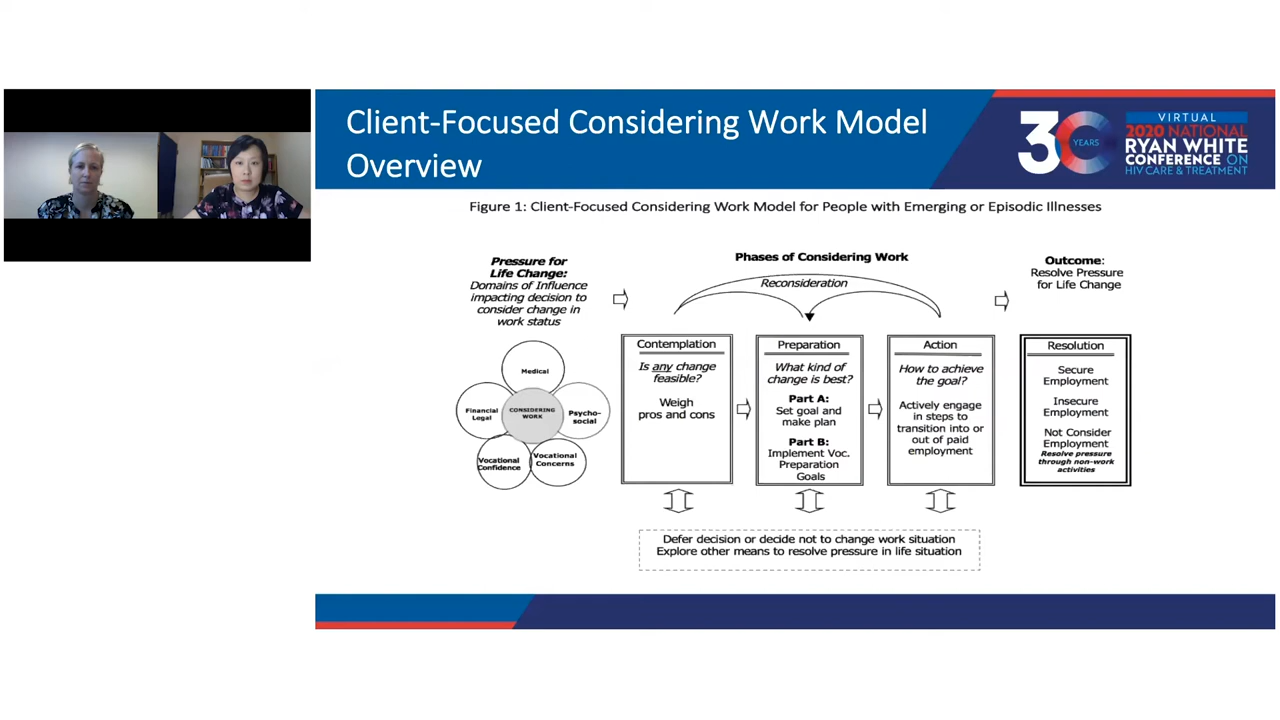 Client-Focused Considering Work Model
Overview
30
YEARS
VIRTUAL
2020 NATIONAL
RYAN WHITE
CONFERENCE ON
HIV CARE & TREATMENT
Figure 1: Client-Focused Considering Work Model for People with Emerging or Episodic Illnesses
Pressure for
Life Change:
Domains of Influence
impacting decision to
consider change in
work status
Phases of Considering Work
Reconsideration
Outcome:
Resolve Pressure
for Life Change
Medical
Financial
Legal
CONSIDERING
WORK
Psycho-
social
Vocational
Confidence
Vocational
Concerns
Contemplation
Is any change
feasible?
Weigh
pros and cons
Preparation
What kind of
change is best?
Part A:
Set goal and
make plan
Part B:
Implement Voc.
Preparation
Goals
Action
How to achieve
the goal?
Actively engage
in steps to
transition into or
out of paid
employment
Resolution
Secure
Employment
Insecure
Employment
Not Consider
Employment
Resolve pressure
through non-work
activities
Defer decision or decide not to change work situation
Explore other means to resolve pressure in life situation